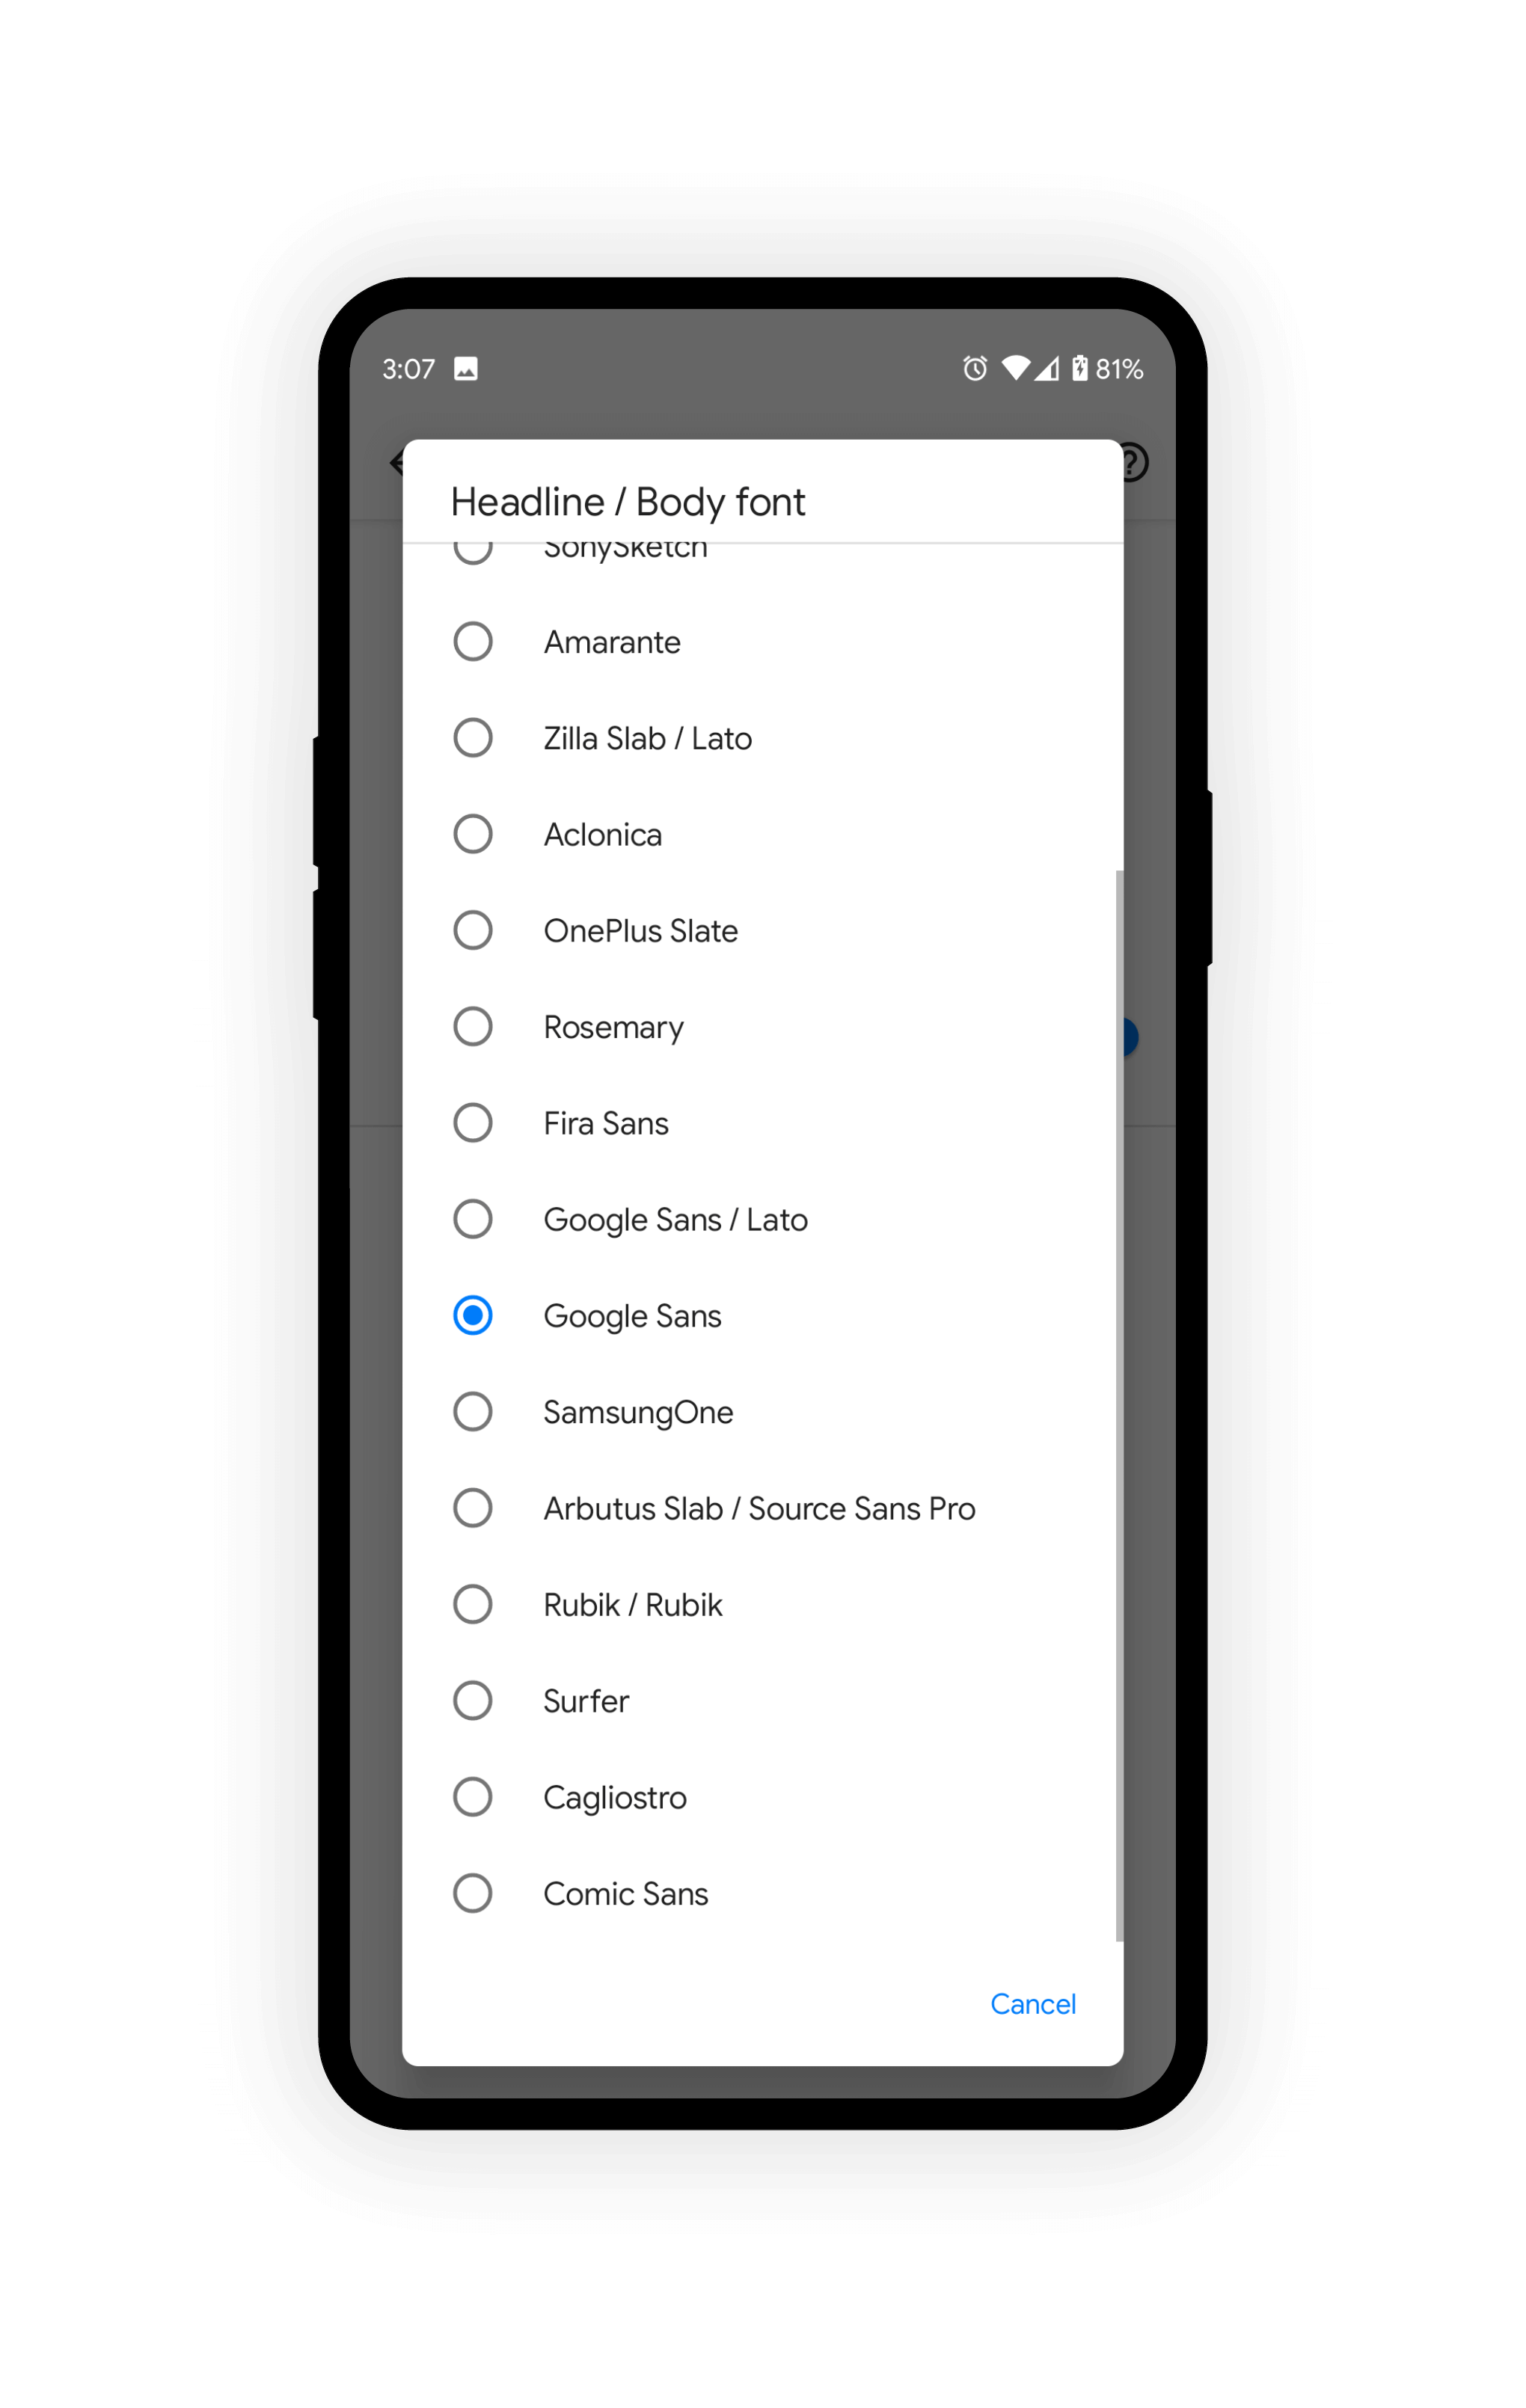 3:07
81%
Headline / Body font
SonySketch
Amarante
Zilla Slab / Lato
Aclonica
OnePlus Slate
Rosemary
Fira Sans
Google Sans / Lato
Google Sans
SamsungOne
Arbutus Slab / Source Sans Pro
Rubik / Rubik
Surfer
Cagliostro
Comic Sans
Cancel